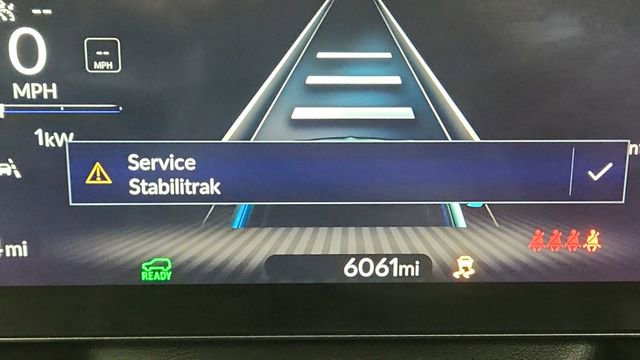 --
0
--
MPH
MPH
1kW
Service
Stabilitrak
mi
READY
6061mi